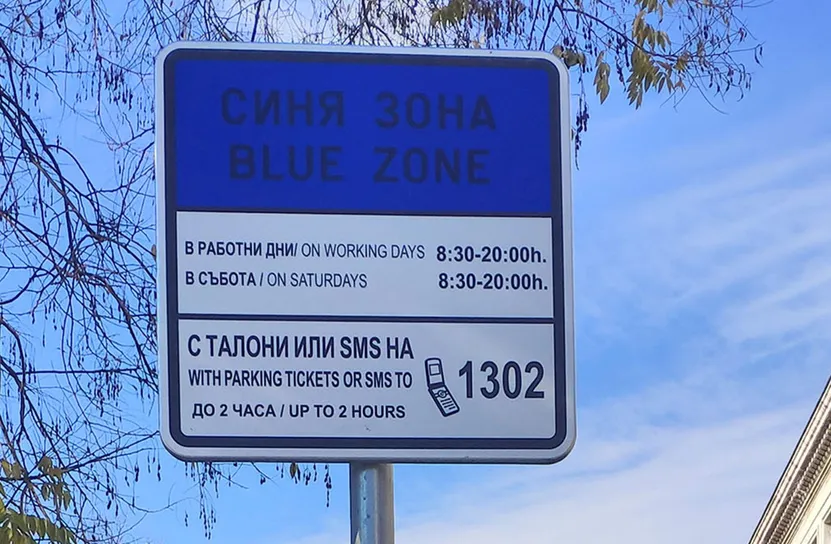 СИНЯ ЗОНА
BLUE ZONE
В РАБОТНИ ДНИ/ ON WORKING DAYS 8:30-20:00h.
В СЪБОТА / ON SATURDAYS 8:30-20:00h.
С ТАЛОНИ ИЛИ SMS НА
WITH PARKING TICKETS OR SMS TO 1302
ДО 2 ЧАСА / UP TO 2 HOURS